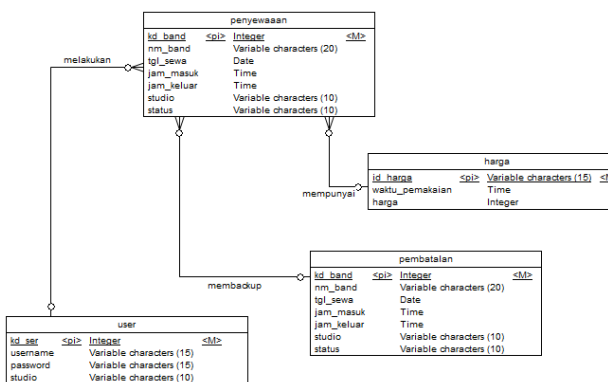 penyewaaan
kd_band <pi> Integer <M>
nm_band Variable characters (20)
tgl_sewa Date
jam_masuk Time
jam_keluar Time
studio Variable characters (10)
status Variable characters (10)
melakukan
harga
id_harga <pi> Variable characters (15)
waktu_pemakaian Time
harga Integer
mempunyai
pembatalan
kd_band <pi> Integer <M>
nm_band Variable characters (20)
tgl_sewa Date
jam_masuk Time
jam_keluar Time
studio Variable characters (10)
status Variable characters (10)
membackup
user
kd_ser <pi> Integer <M>
username Variable characters (15)
password Variable characters (15)
studio Variable characters (10)